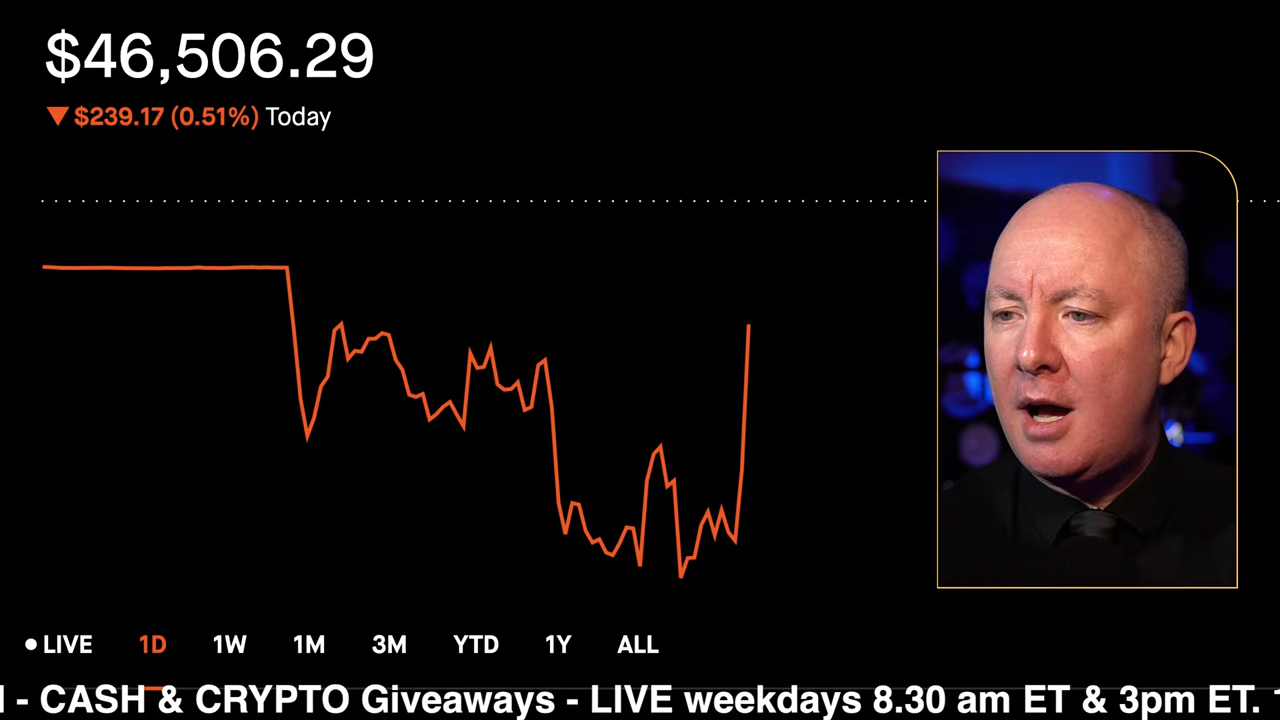 $46,506.29
▼ $239.17 (0.51%) Today
LIVE 1D 1W 1M 3M YTD 1Y ALL
- CASH & CRYPTO Giveaways - LIVE weekdays 8.30 am ET & 3pm ET.